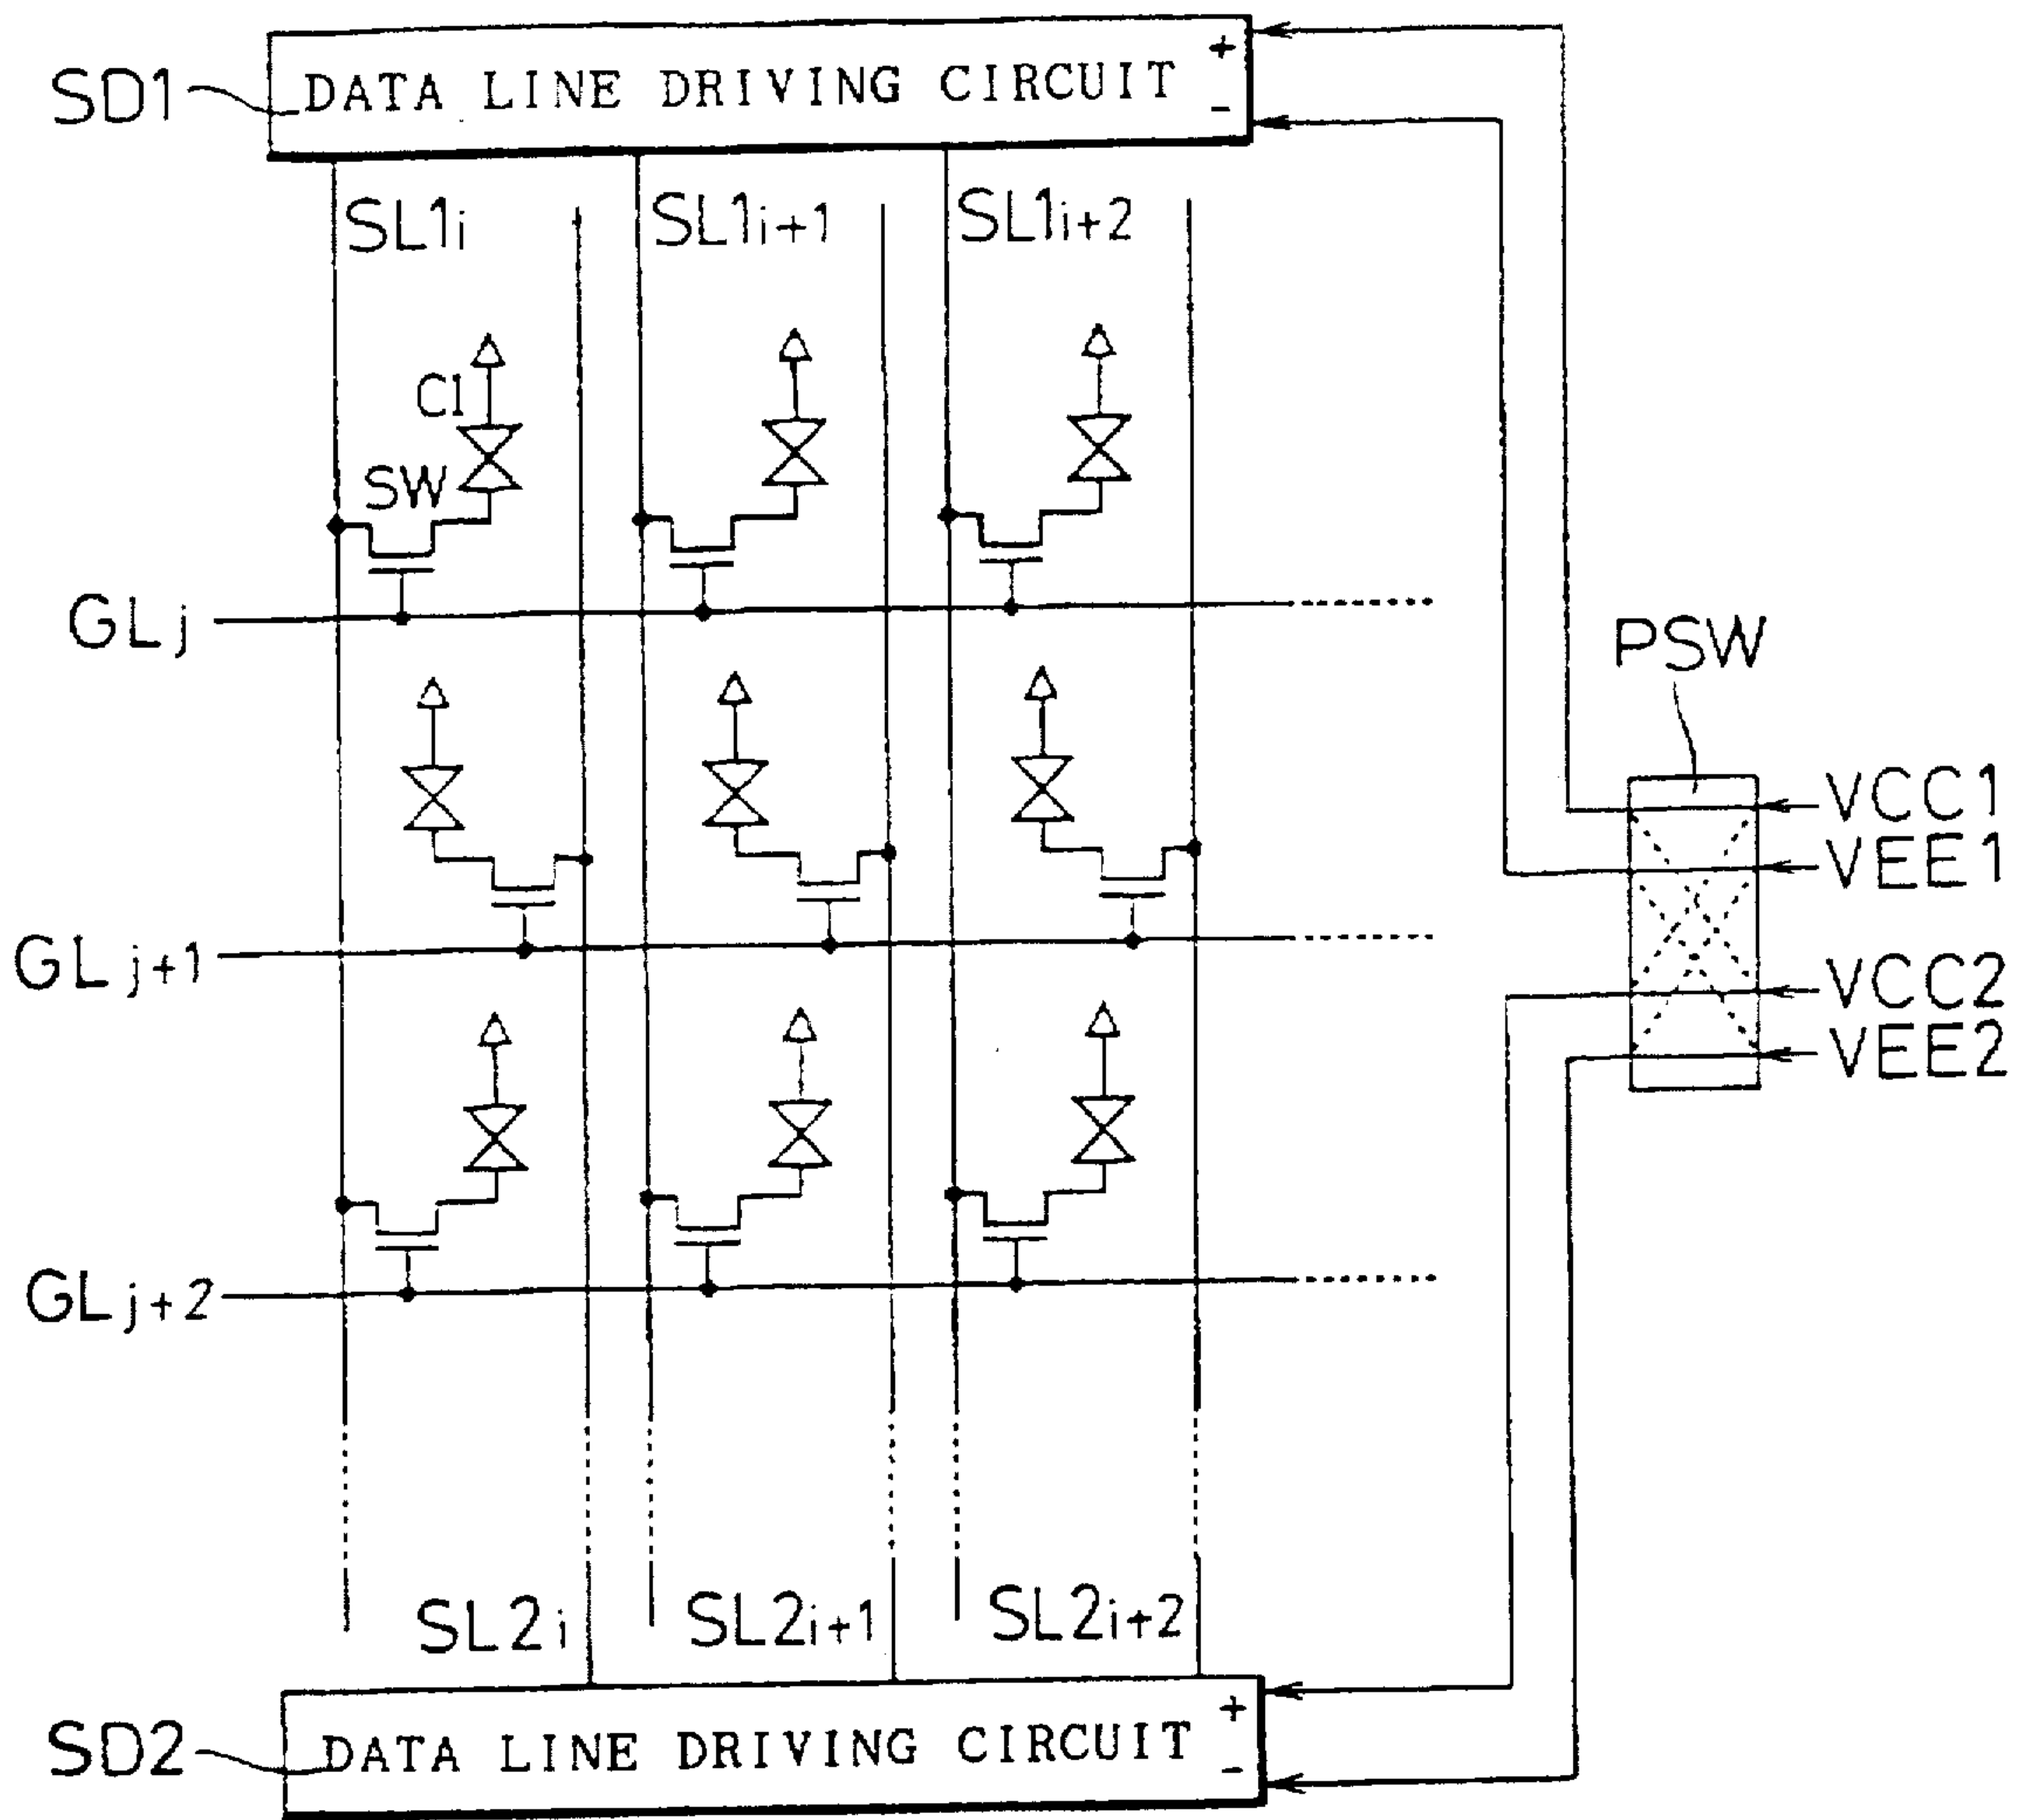 SD1
DATA LINE DRIVING CIRCUIT
+
-
SL1i
SL1i+1
SL1i+2
Cl
SW
GLj
PSW
VCC1
VEE1
GLj+1
VCC2
VEE2
GLj+2
SL2i
SL2i+1
SL2i+2
SD2
DATA LINE DRIVING CIRCUIT
+
-